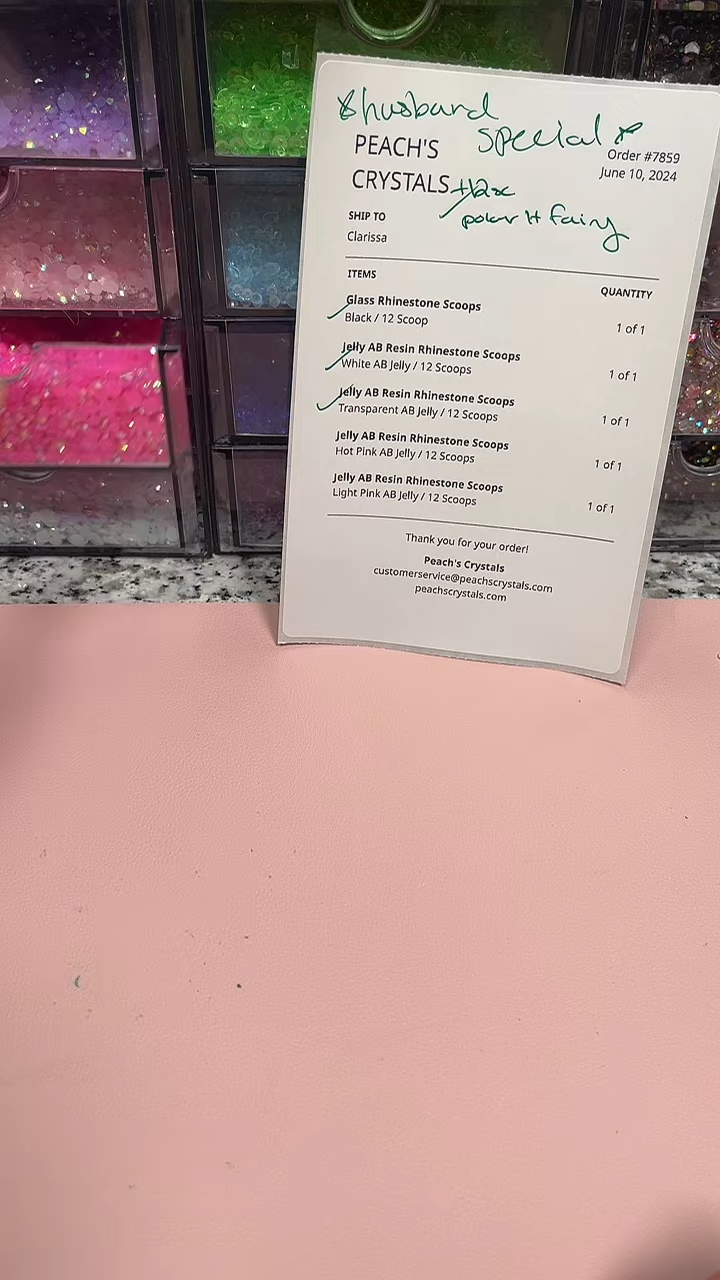 *husband
special*
PEACH'S
CRYSTALS
Order #7859
June 10, 2024
+12x
polar H fairy
SHIP TO
Clarissa
ITEMS
QUANTITY
Glass Rhinestone Scoops
Black / 12 Scoop
1 of 1
Jelly AB Resin Rhinestone Scoops
White AB Jelly / 12 Scoops
1 of 1
Jelly AB Resin Rhinestone Scoops
Transparent AB Jelly / 12 Scoops
1 of 1
Jelly AB Resin Rhinestone Scoops
Hot Pink AB Jelly / 12 Scoops
1 of 1
Jelly AB Resin Rhinestone Scoops
Light Pink AB Jelly / 12 Scoops
1 of 1
Thank you for your order!
Peach's Crystals
customerservice@peachscrystals.com
peachscrystals.com